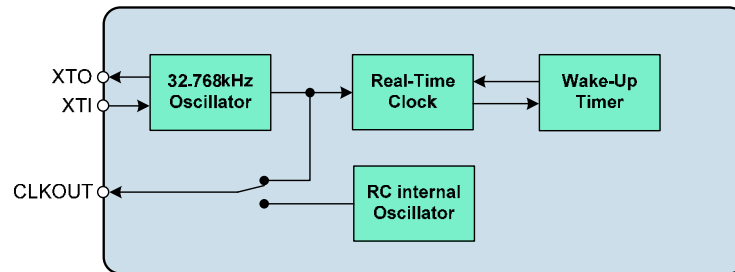 XTO
XTI
32.768kHz
Oscillator
Real-Time
Clock
Wake-Up
Timer
CLKOUT
RC internal
Oscillator